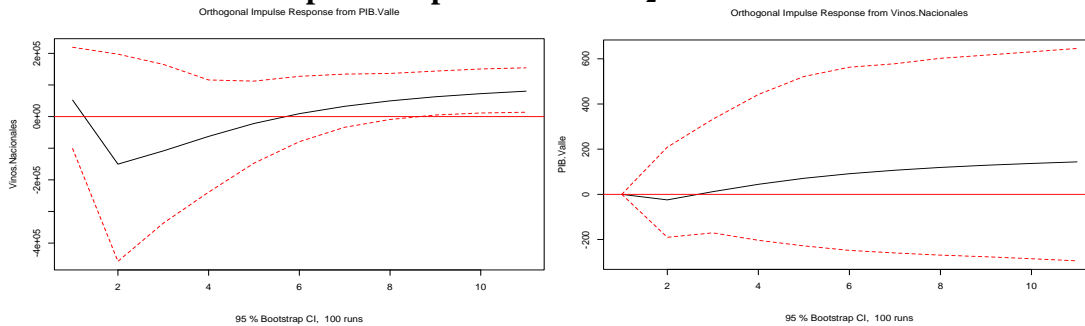 Orthogonal Impulse Response from PIB.Valle
Vinos.Nacionales
2e+05
0e+00
-2e+05
-4e+05
2 4 6 8 10
95 % Bootstrap CI, 100 runs
Orthogonal Impulse Response from Vinos.Nacionales
PIB.Valle
600
400
200
0
-200
2 4 6 8 10
95 % Bootstrap CI, 100 runs